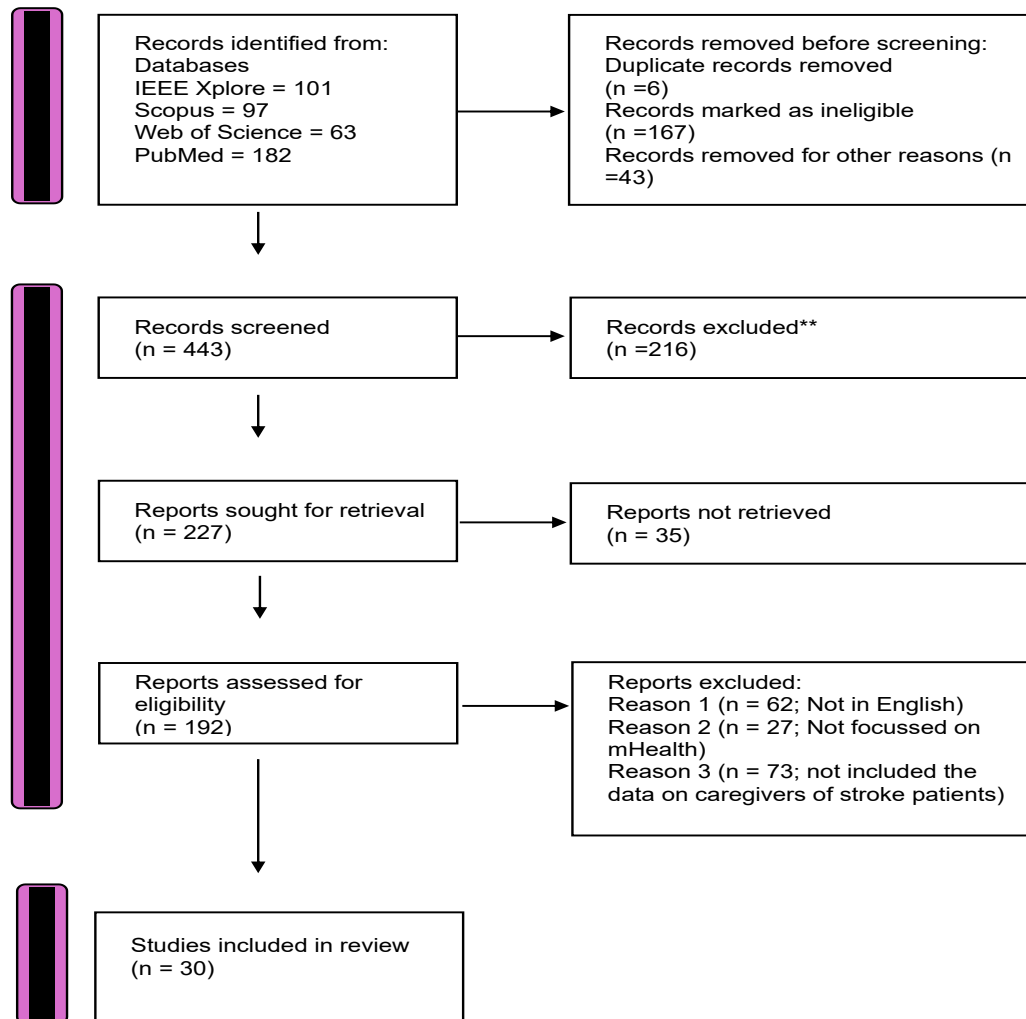 Records identified from:
Databases
IEEE Xplore = 101
Scopus = 97
Web of Science = 63
PubMed = 182
Records removed before screening:
Duplicate records removed
(n =6)
Records marked as ineligible
(n =167)
Records removed for other reasons (n
=43)
Records screened
(n = 443)
Records excluded**
(n =216)
Reports sought for retrieval
(n = 227)
Reports not retrieved
(n = 35)
Reports assessed for
eligibility
(n = 192)
Reports excluded:
Reason 1 (n = 62; Not in English)
Reason 2 (n = 27; Not focussed on
mHealth)
Reason 3 (n = 73; not included the
data on caregivers of stroke patients)
Studies included in review
(n = 30)